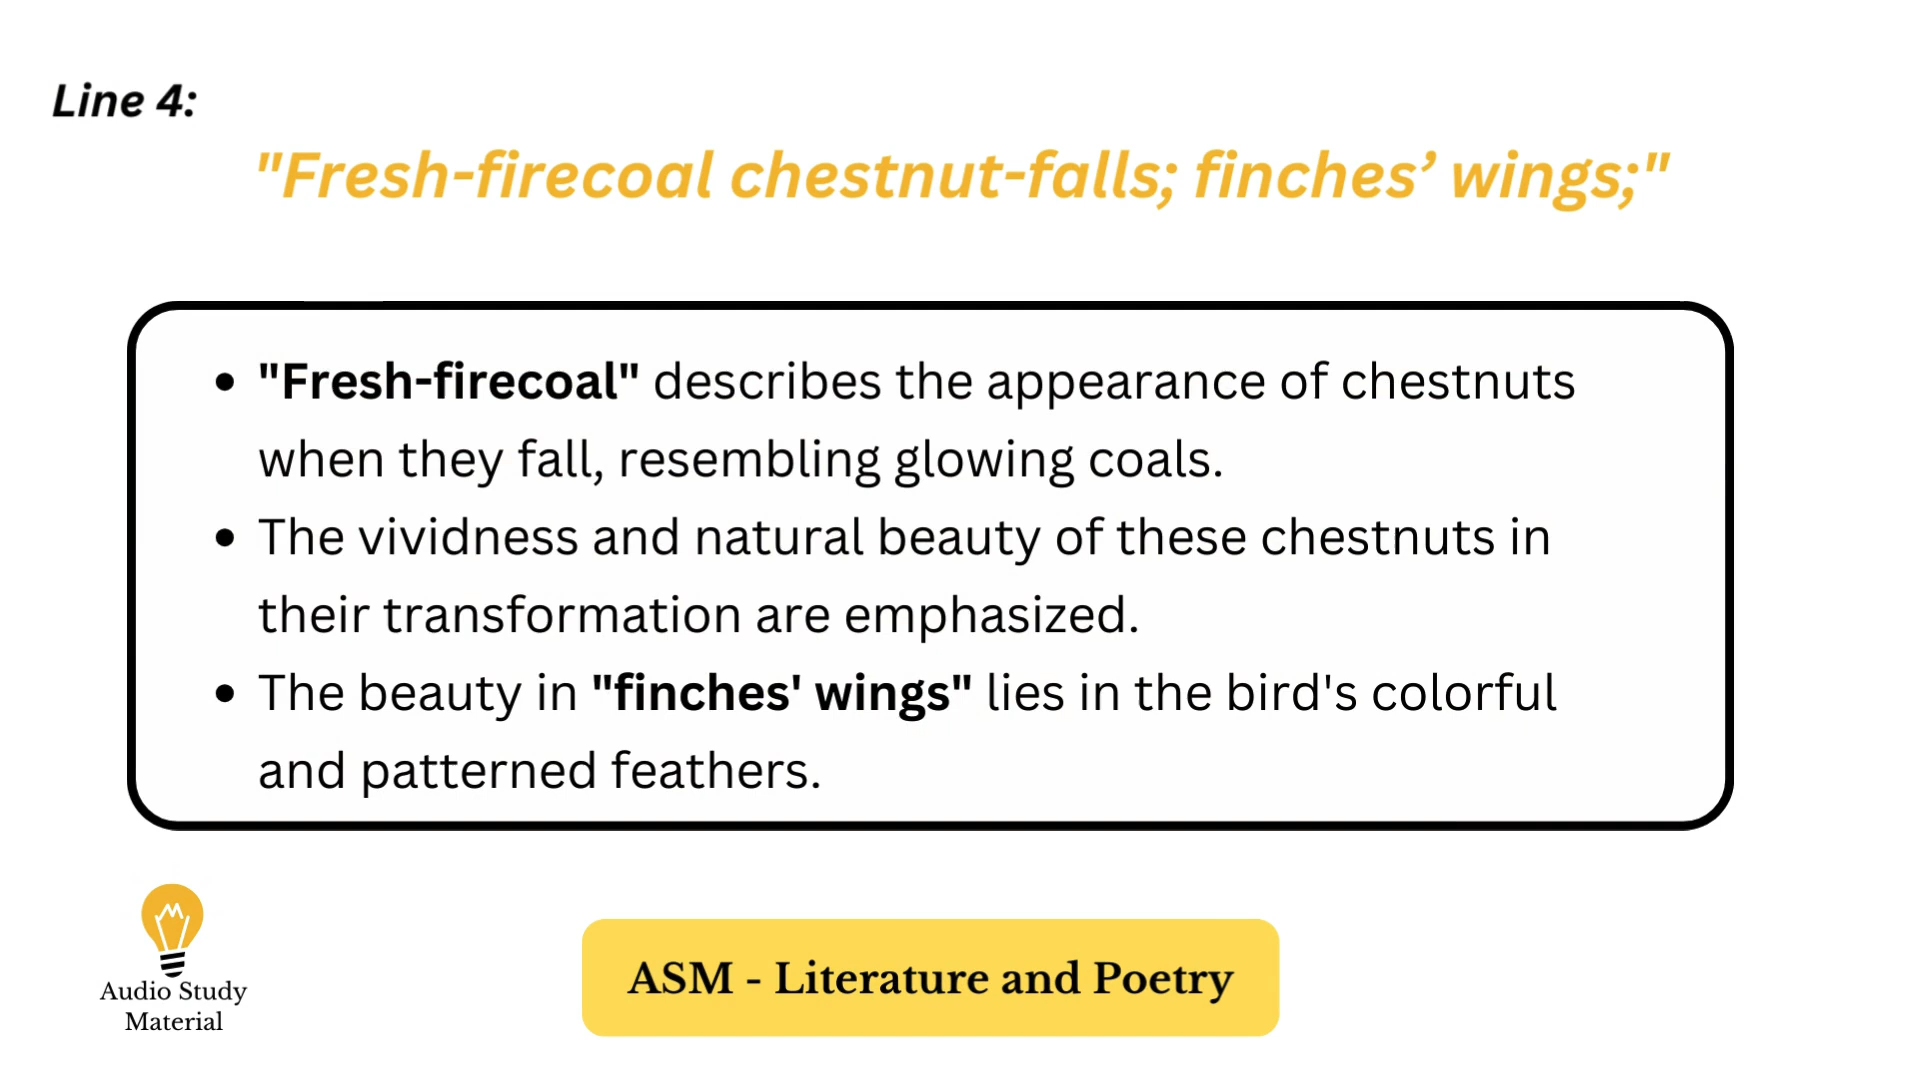 Line 4:
"Fresh-firecoal chestnut-falls; finches’ wings;"
• "Fresh-firecoal" describes the appearance of chestnuts
when they fall, resembling glowing coals.
• The vividness and natural beauty of these chestnuts in
their transformation are emphasized.
• The beauty in "finches' wings" lies in the bird's colorful
and patterned feathers.
Audio Study
Material
ASM - Literature and Poetry